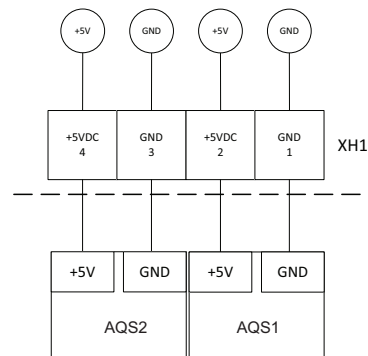 +5V GND +5V GND
+5VDC GND +5VDC GND
4 3 2 1
XH1
+5V GND +5V GND
AQS2 AQS1